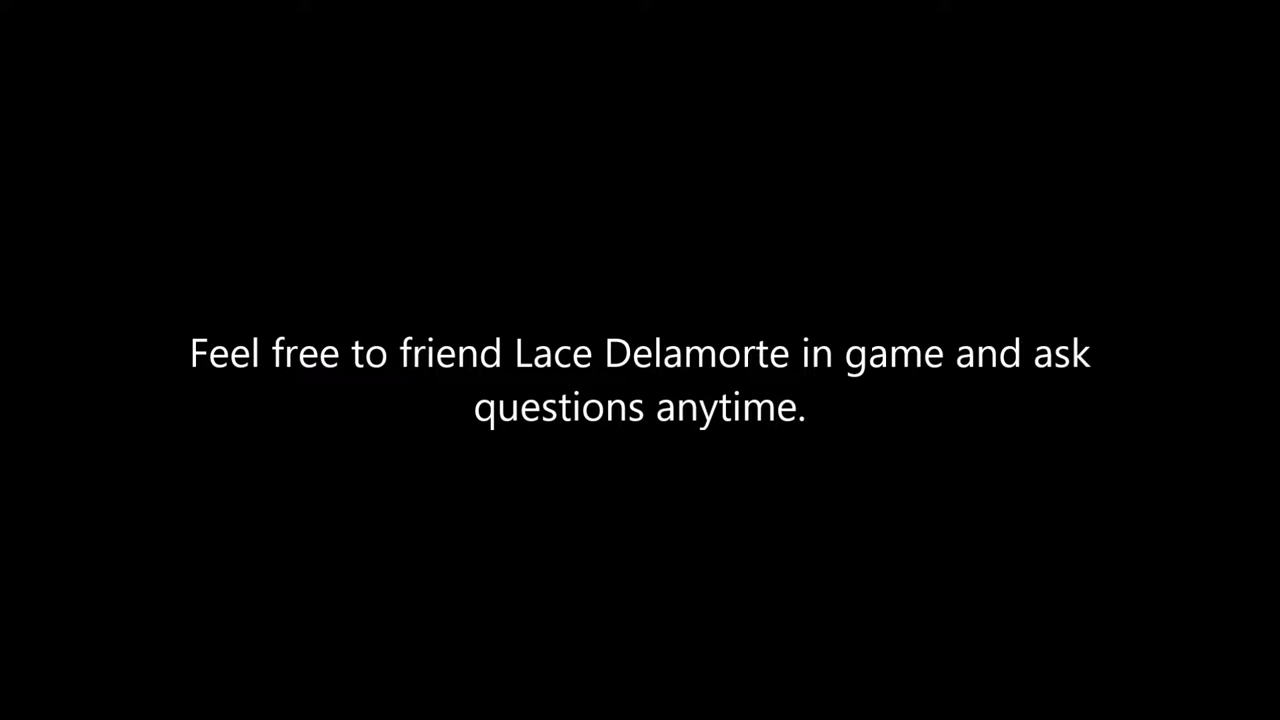 Feel free to friend Lace Delamorte in game and ask
questions anytime.